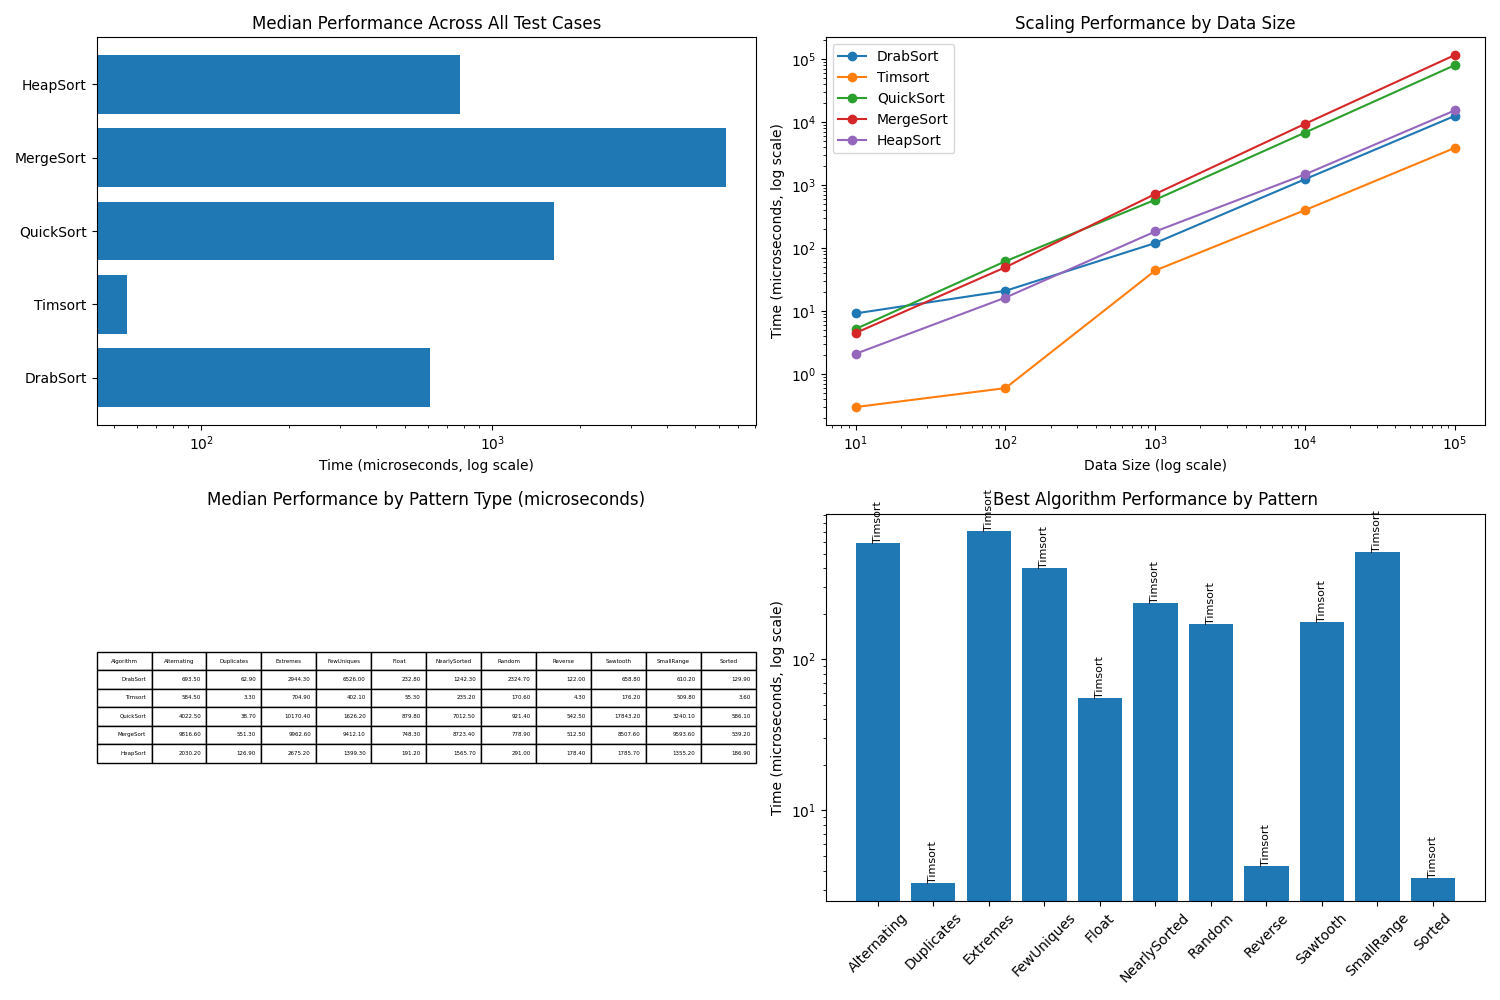 Median Performance Across All Test Cases
HeapSort
MergeSort
QuickSort
Timsort
DrabSort
10^2 10^3
Time (microseconds, log scale)
Scaling Performance by Data Size
DrabSort
Timsort
QuickSort
MergeSort
HeapSort
10^5
10^4
10^3
10^2
10^1
10^0
Time (microseconds, log scale)
10^1 10^2 10^3 10^4 10^5
Data Size (log scale)
Median Performance by Pattern Type (microseconds)
Algorithm Alternating Duplicates Extremes FewUniques Float NearlySorted Random Reverse Sawtooth SmallRange Sorted
DrabSort 693.50 62.90 2944.30 6526.00 232.80 1242.30 2324.70 122.00 658.80 610.20 129.90
Timsort 584.50 3.30 704.90 402.10 55.30 235.20 170.60 4.30 176.20 509.80 3.60
QuickSort 4022.50 38.70 10170.40 1626.20 879.80 7012.50 921.40 542.50 17843.20 3240.10 586.10
MergeSort 9816.60 551.30 9962.60 9412.10 748.30 8723.40 778.90 512.50 8507.60 9593.60 539.20
HeapSort 2030.20 126.90 2675.20 1399.30 191.20 1565.70 291.00 178.40 1785.70 1355.20 186.90
Best Algorithm Performance by Pattern
10^2
10^1
Time (microseconds, log scale)
Timsort Timsort Timsort Timsort Timsort Timsort Timsort Timsort Timsort Timsort Timsort
Alternating Duplicates Extremes FewUniques Float NearlySorted Random Reverse Sawtooth SmallRange Sorted